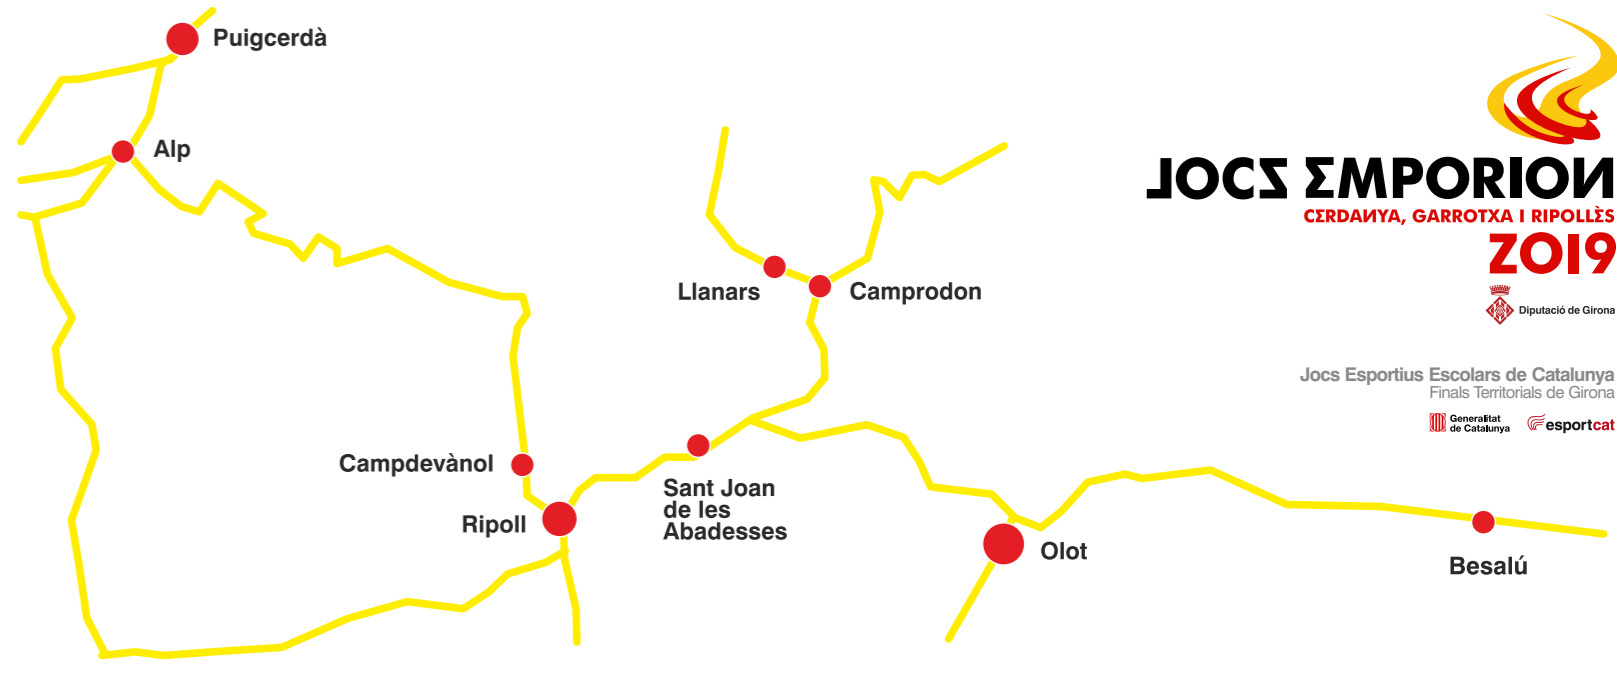 Puigcerdà
Alp
Llanars
Camprodon
Campdevànol
Ripoll
Sant Joan
de les
Abadesses
Olot
Besalú
JOCS EMPORION
CERDANYA, GARROTXA I RIPOLLÈS
2019
Diputació de Girona
Jocs Esportius Escolars de Catalunya
Finals Territorials de Girona
Generalitat
de Catalunya
esportcat